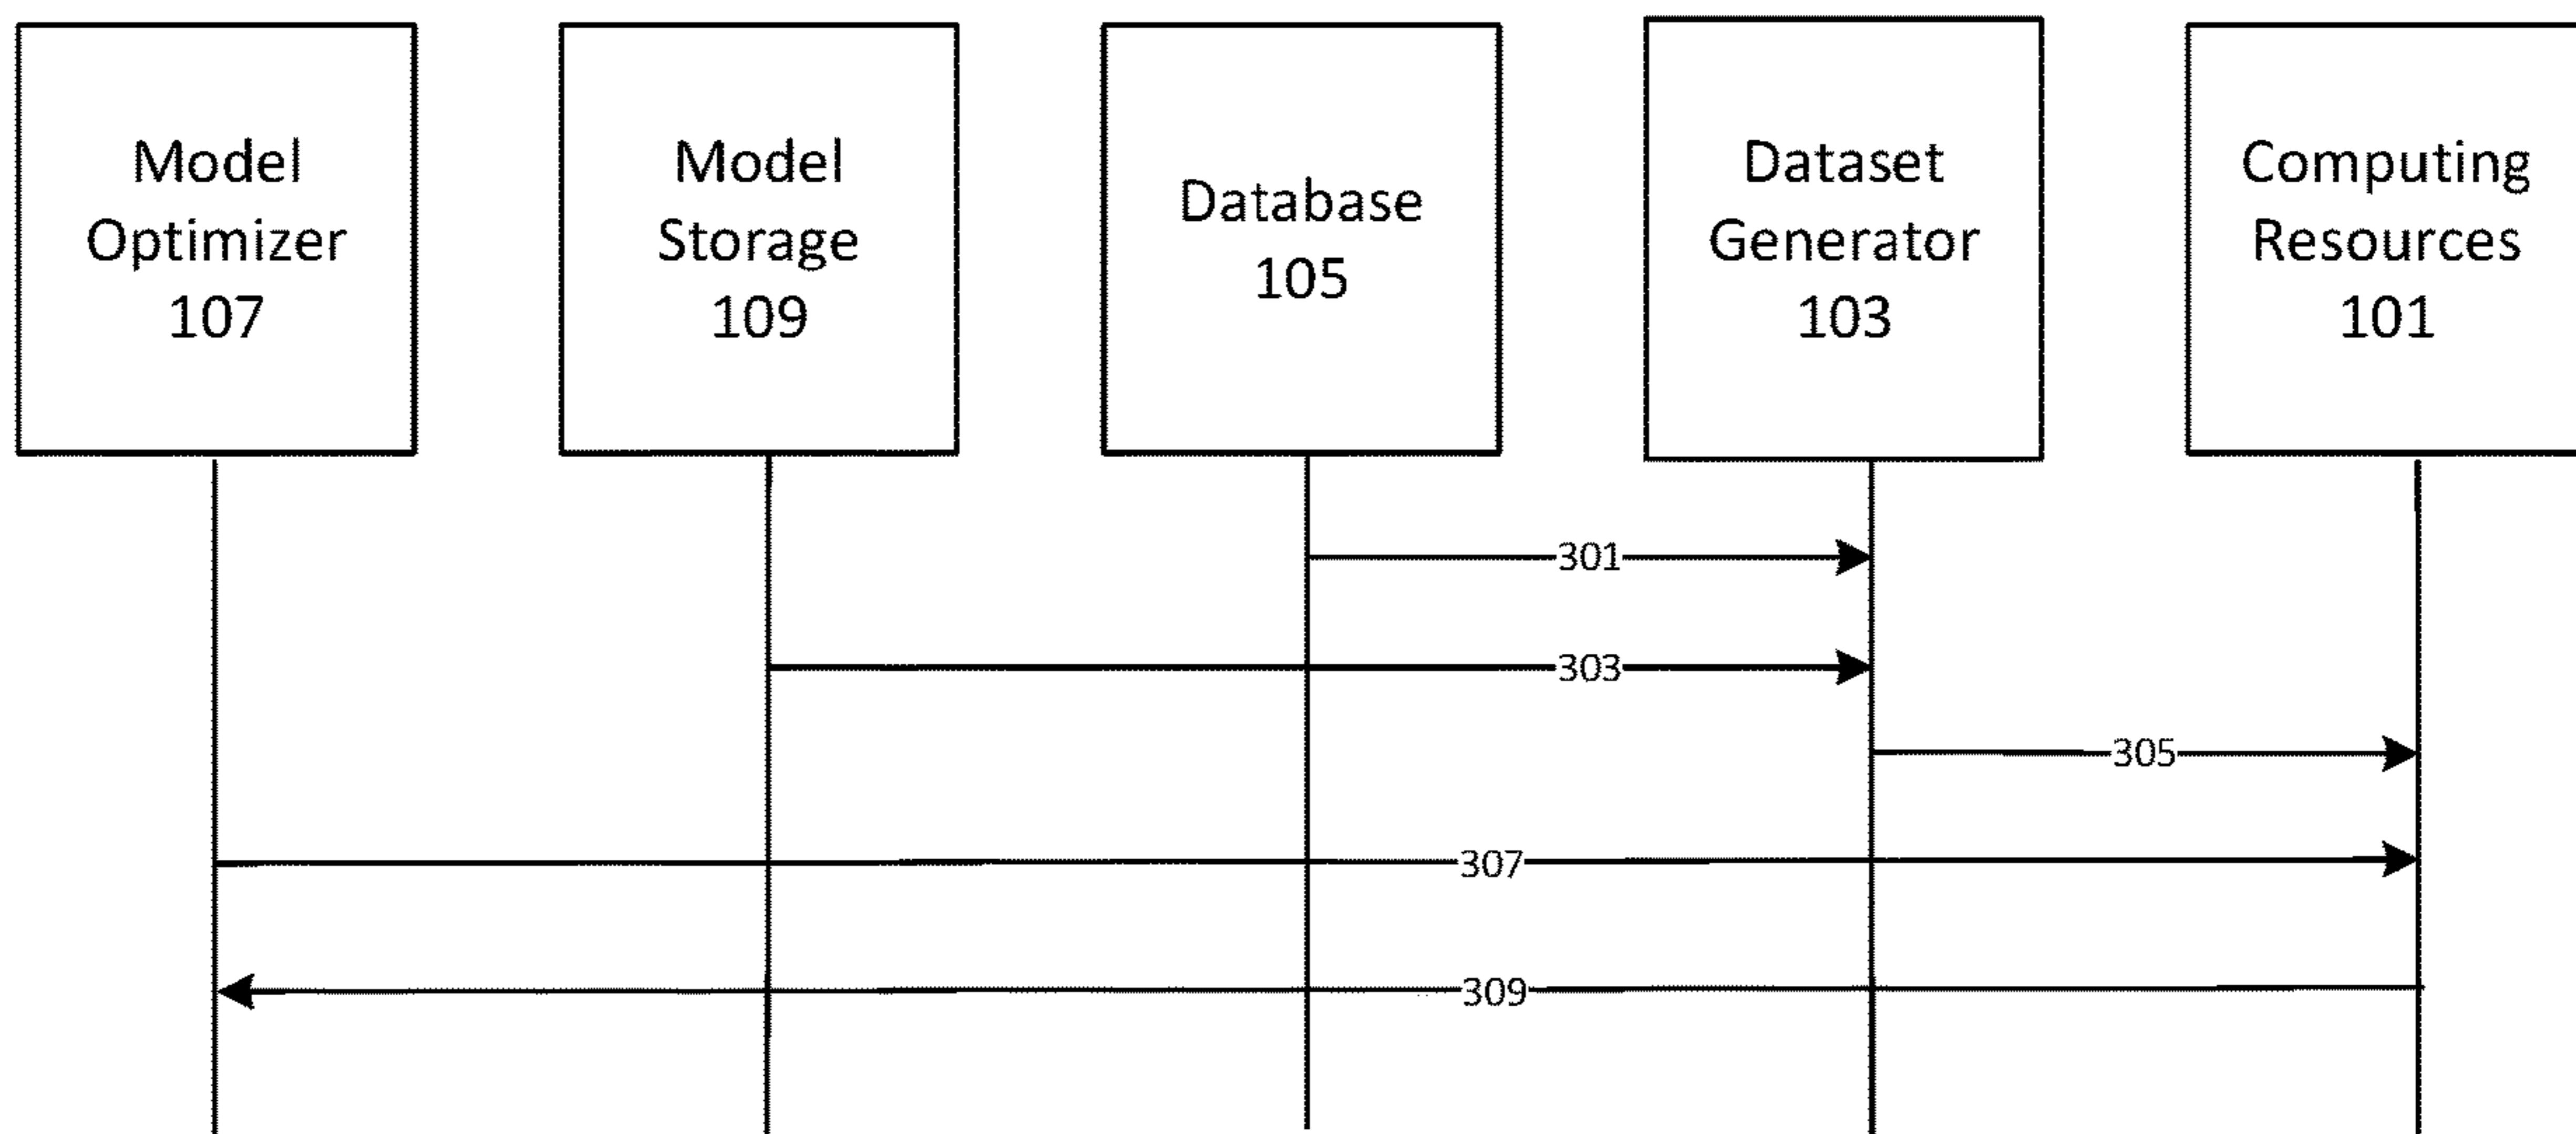 Model
Optimizer
107
Model
Storage
109
Database
105
Dataset
Generator
103
Computing
Resources
101
301
303
305
307
309